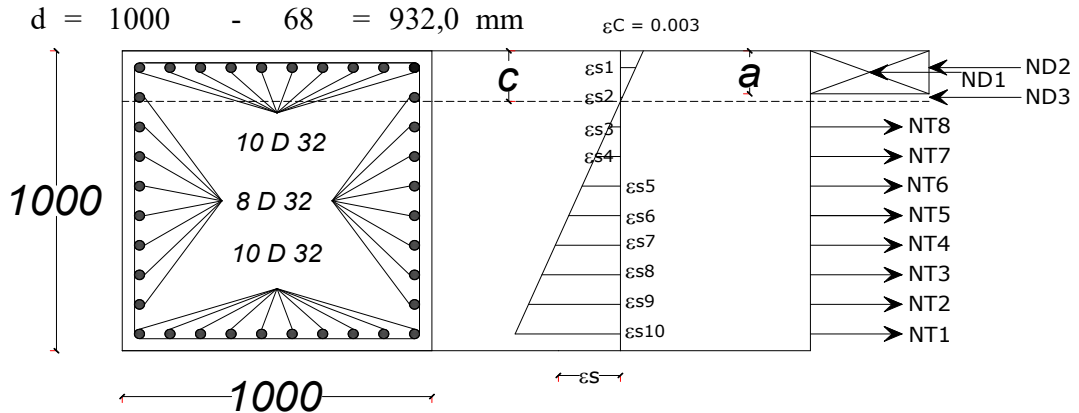 d = 1000 - 68 = 932,0 mm
εC = 0.003
εs1
c
a
ND2
ND1
εs2
ND3
10 D 32
εs3
NT8
εs4
NT7
1000
8 D 32
εs5
NT6
εs6
NT5
10 D 32
εs7
NT4
εs8
NT3
εs9
NT2
εs10
NT1
εs
1000